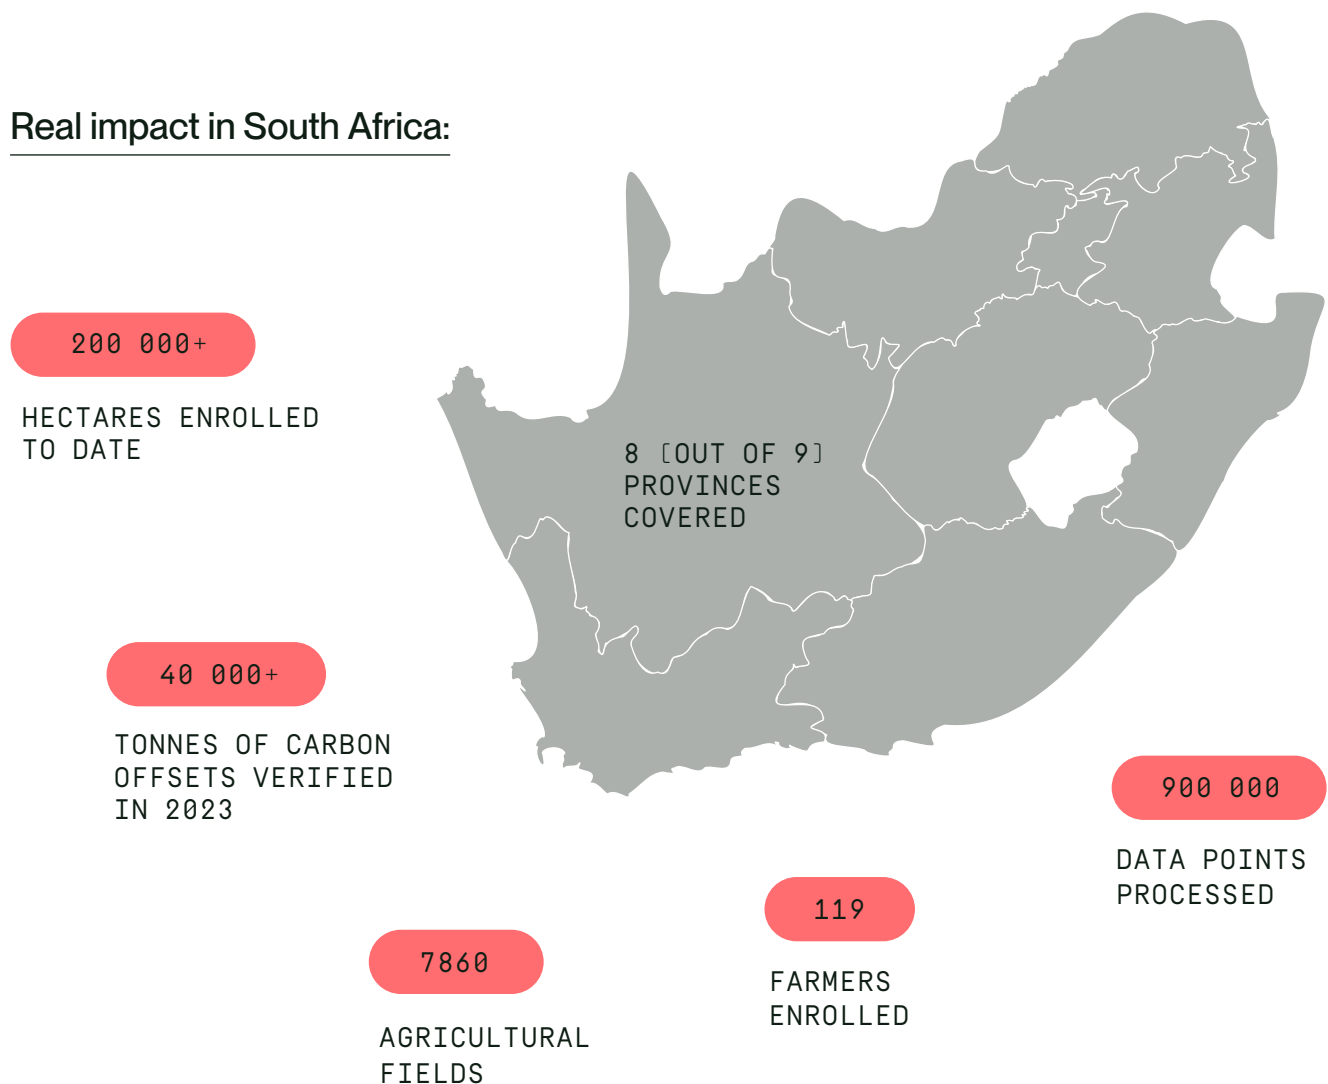 Real impact in South Africa:
200 000+
HECTARES ENROLLED
TO DATE
8 [OUT OF 9]
PROVINCES
COVERED
40 000+
TONNES OF CARBON
OFFSETS VERIFIED
IN 2023
900 000
DATA POINTS
PROCESSED
119
FARMERS
ENROLLED
7860
AGRICULTURAL
FIELDS